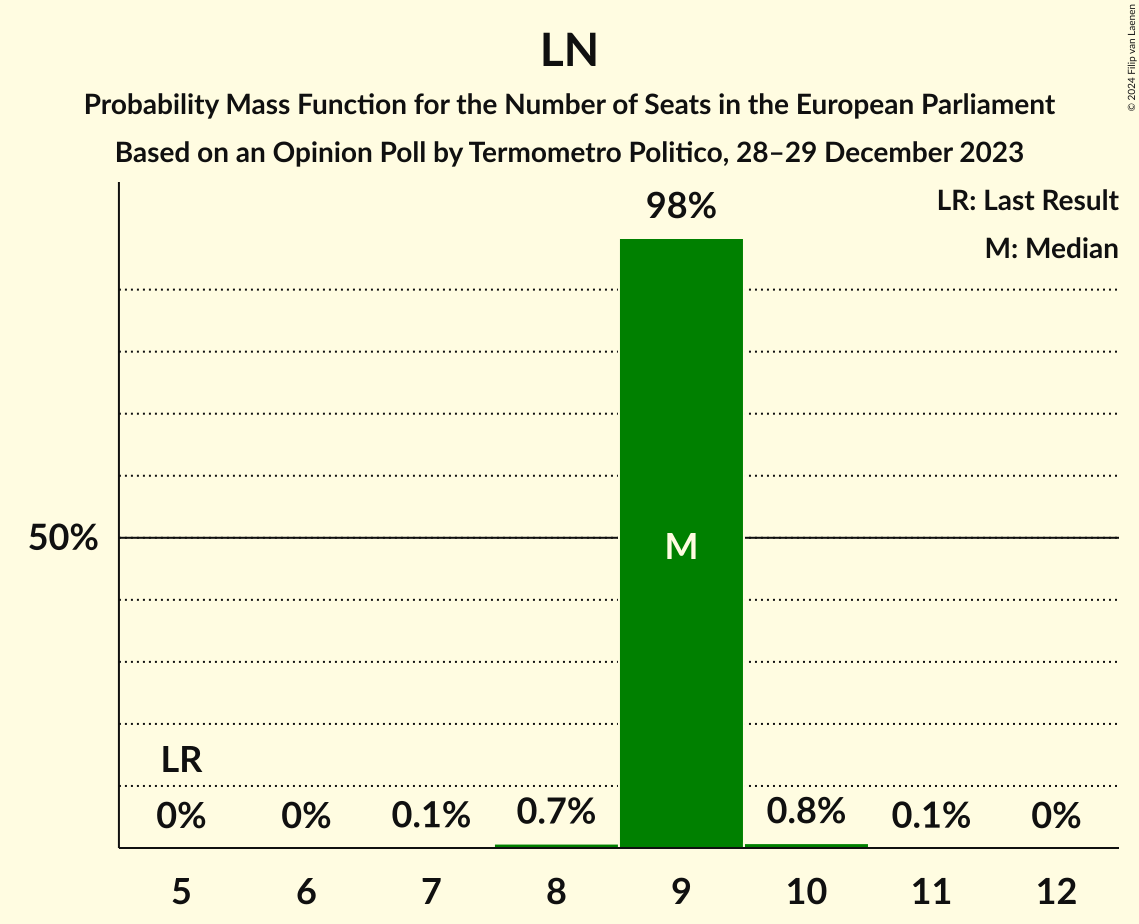 LN
Probability Mass Function for the Number of Seats in the European Parliament
Based on an Opinion Poll by Termometro Politico, 28–29 December 2023
© 2024 Filip van Laenen
LR: Last Result
M: Median
98%
50%
M
LR
0%
0%
0.1%
0.7%
0.8%
0.1%
0%
5
6
7
8
9
10
11
12